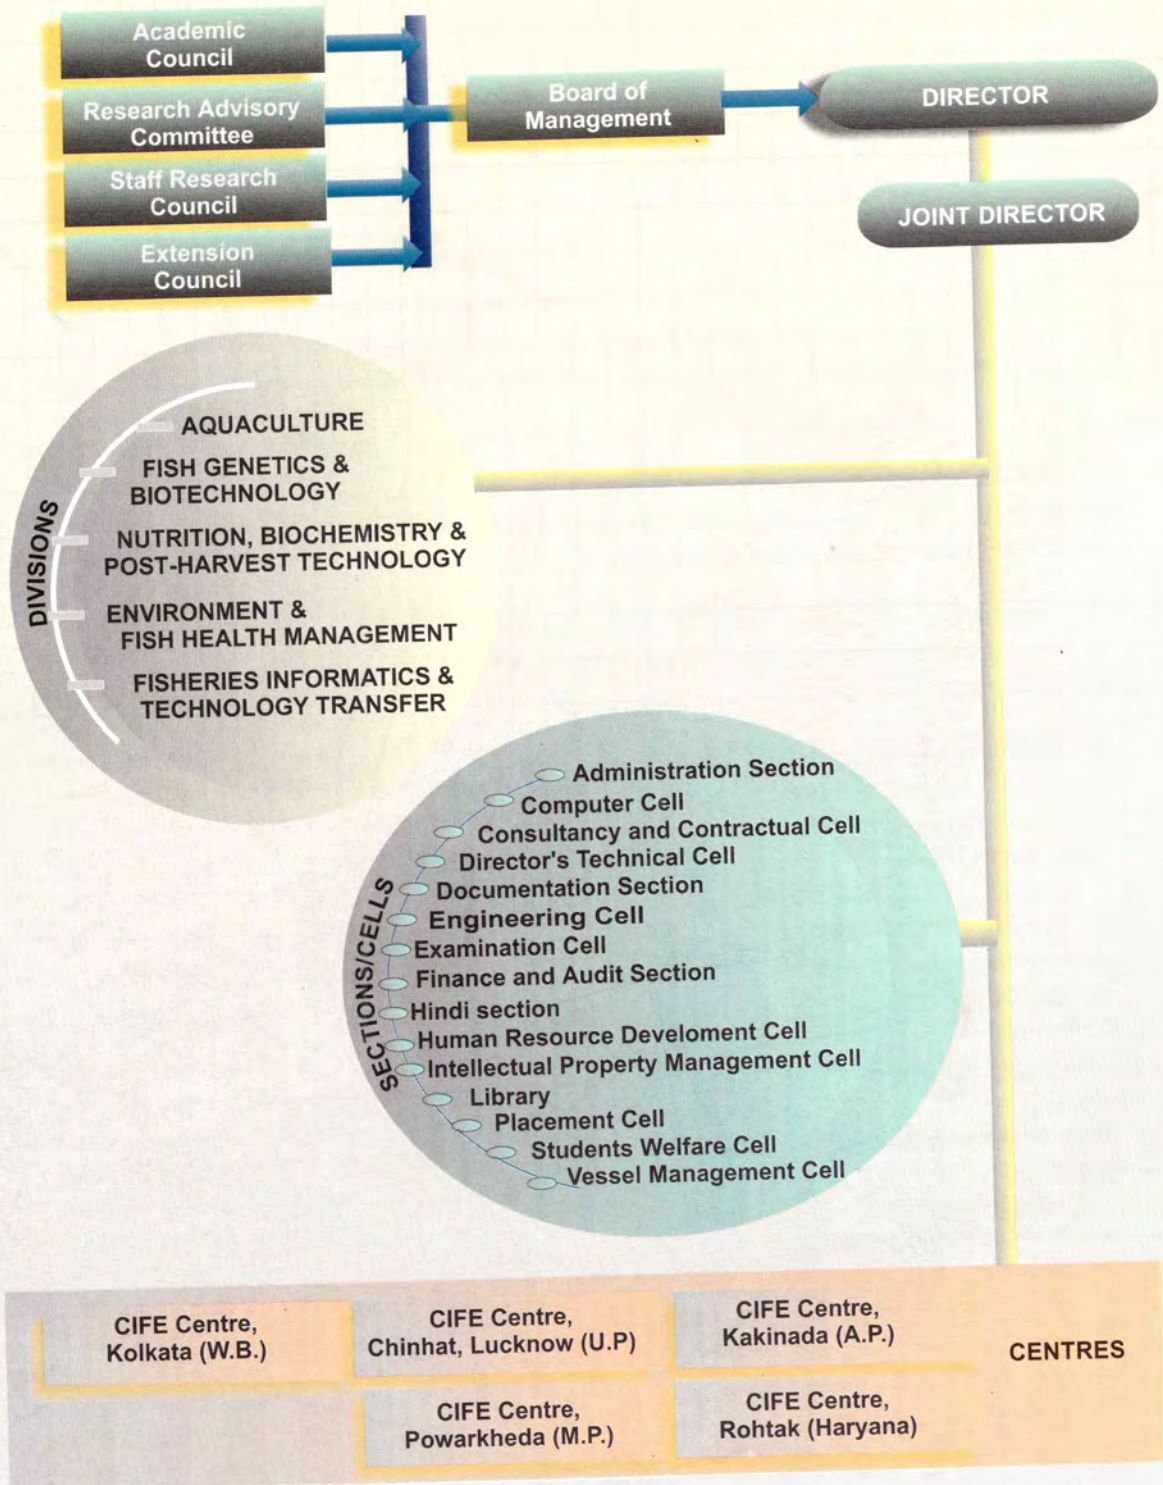 Academic
Council
Research Advisory
Committee
Staff Research
Council
Extension
Council
Board of
Management
DIRECTOR
JOINT DIRECTOR
DIVISIONS
AQUACULTURE
FISH GENETICS &
BIOTECHNOLOGY
NUTRITION, BIOCHEMISTRY &
POST-HARVEST TECHNOLOGY
ENVIRONMENT &
FISH HEALTH MANAGEMENT
FISHERIES INFORMATICS &
TECHNOLOGY TRANSFER
SECTIONS/CELLS
Administration Section
Computer Cell
Consultancy and Contractual Cell
Director's Technical Cell
Documentation Section
Engineering Cell
Examination Cell
Finance and Audit Section
Hindi section
Human Resource Develoment Cell
Intellectual Property Management Cell
Library
Placement Cell
Students Welfare Cell
Vessel Management Cell
CIFE Centre,
Kolkata (W.B.)
CIFE Centre,
Chinhat, Lucknow (U.P)
CIFE Centre,
Kakinada (A.P.)
CENTRES
CIFE Centre,
Powarkheda (M.P.)
CIFE Centre,
Rohtak (Haryana)